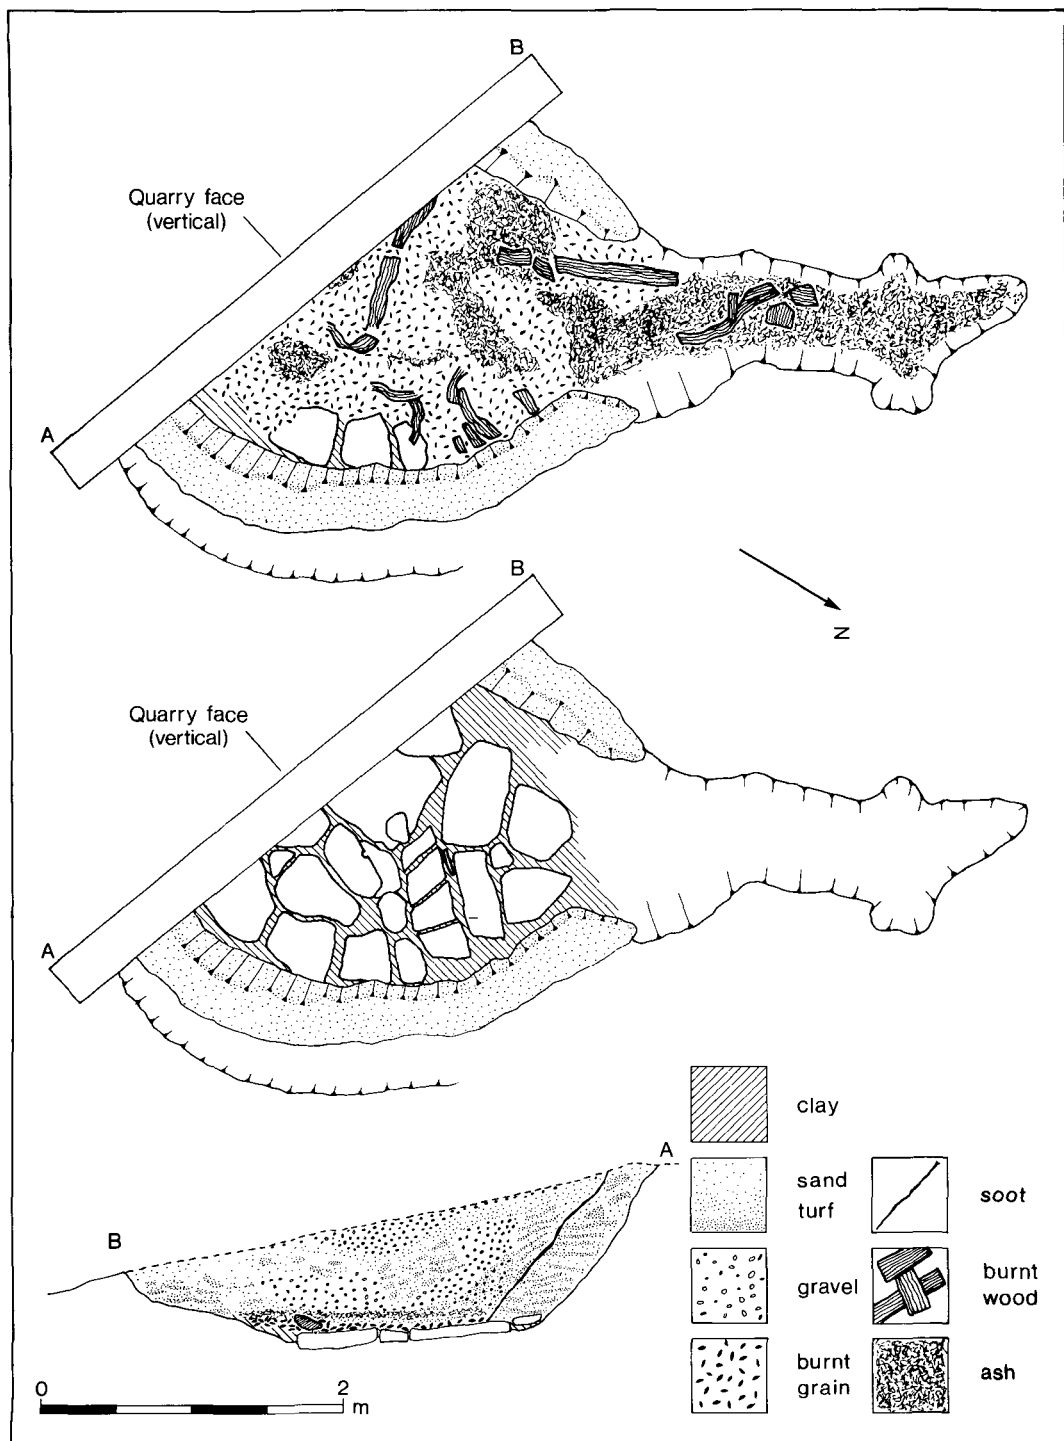 B
Quarry face
(vertical)
A
N
B
Quarry face
(vertical)
A
clay
A
sand
turf
soot
B
gravel
burnt
wood
burnt
grain
ash
0 2
m